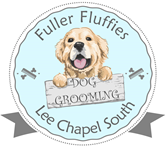 Fuller Fluffies
DOG
GROOMING
Lee Chapel South